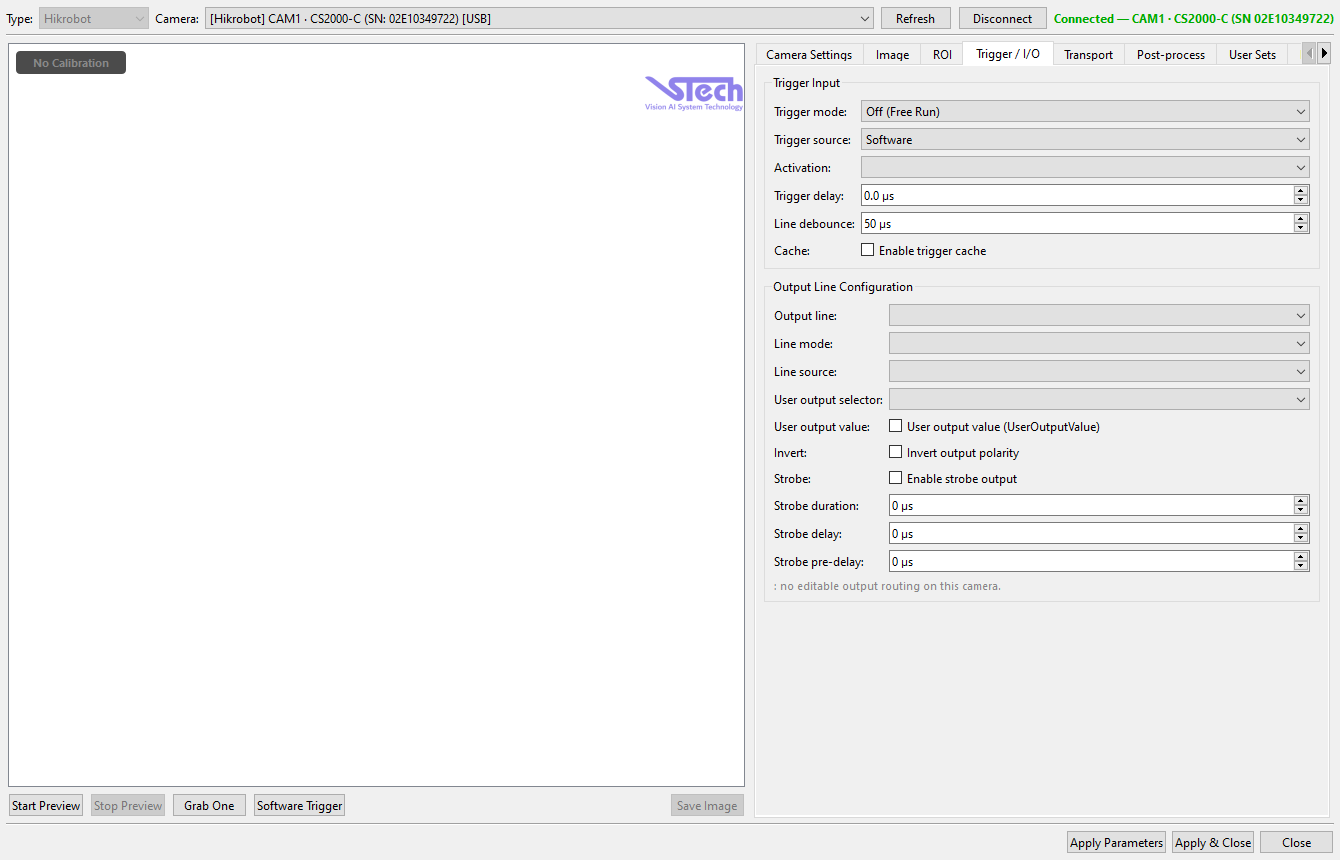 Type: Hikrobot Camera: [Hikrobot] CAM1 · CS2000-C (SN: 02E10349722) [USB] Refresh Disconnect Connected — CAM1 · CS2000-C (SN 02E10349722)
No Calibration
VSTech
Vision AI System Technology
Start Preview Stop Preview Grab One Software Trigger Save Image
Camera Settings Image ROI Trigger / I/O Transport Post-process User Sets
Trigger Input
Trigger mode: Off (Free Run)
Trigger source: Software
Activation:
Trigger delay: 0.0 µs
Line debounce: 50 µs
Cache: Enable trigger cache
Output Line Configuration
Output line:
Line mode:
Line source:
User output selector:
User output value: User output value (UserOutputValue)
Invert: Invert output polarity
Strobe: Enable strobe output
Strobe duration: 0 µs
Strobe delay: 0 µs
Strobe pre-delay: 0 µs
: no editable output routing on this camera.
Apply Parameters Apply & Close Close